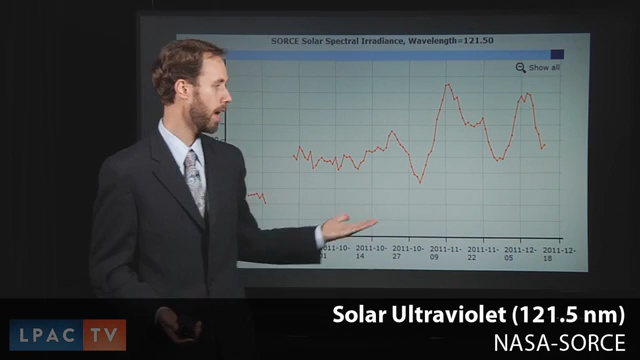 SORCE Solar Spectral Irradiance, Wavelength=121.50
Show all
2011-10-
14
2011-10-
27
2011-11-
09
2011-11-
22
2011-12-
05
2011-12-
18
Solar Ultraviolet (121.5 nm)
LPAC TV
NASA-SORCE